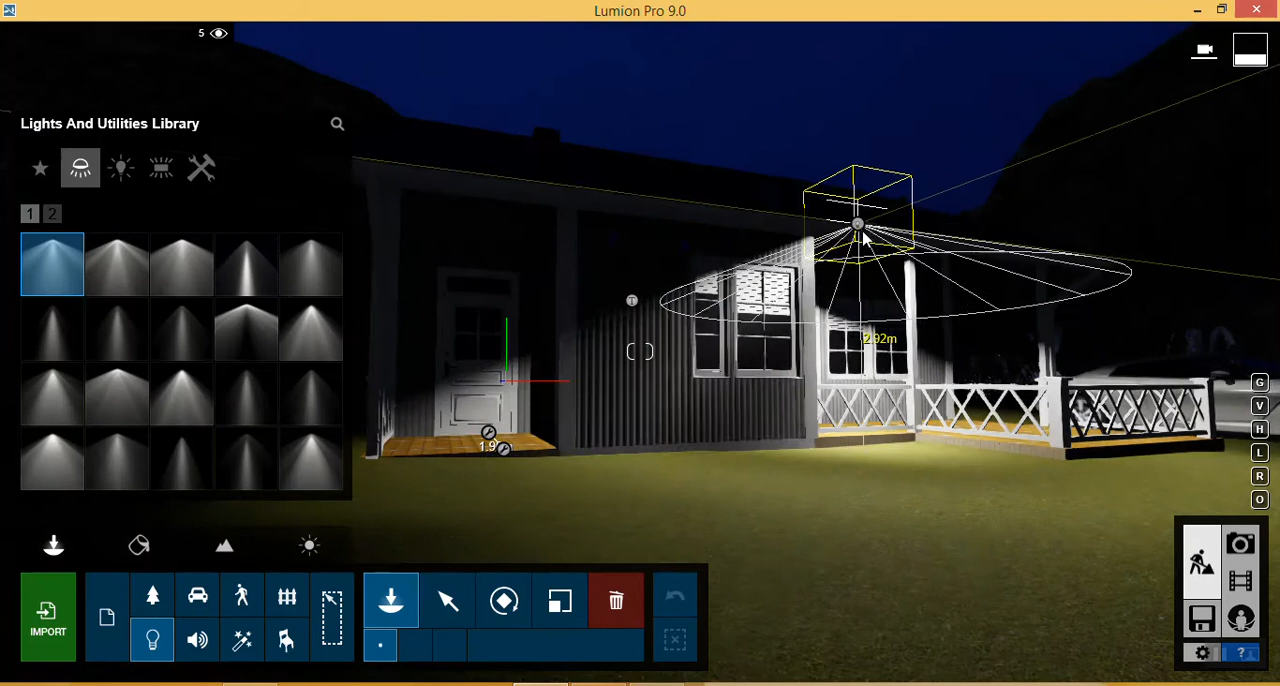 Lumion Pro 9.0
5
Lights And Utilities Library
1 2
2.92m
1.9
G
V
H
L
R
O
IMPORT
?